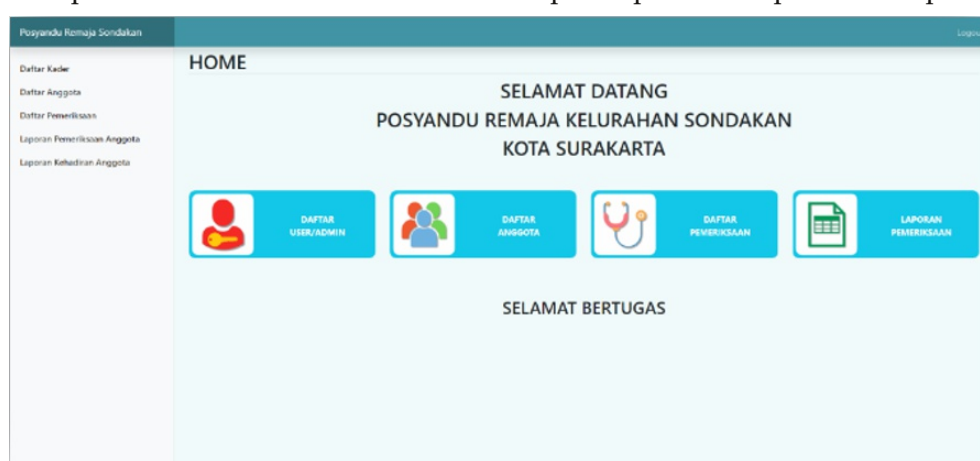 Posyandu Remaja Sondakan
Daftar Kader
Daftar Anggota
Daftar Pemeriksaan
Laporan Pemeriksaan Anggota
Laporan Kehadiran Anggota
HOME
SELAMAT DATANG
POSYANDU REMAJA KELURAHAN SONDAKAN
KOTA SURAKARTA
DAFTAR
USER/ADMIN
DAFTAR
ANGGOTA
DAFTAR
PEMERIKSAAN
LAPORAN
PEMERIKSAAN
SELAMAT BERTUGAS